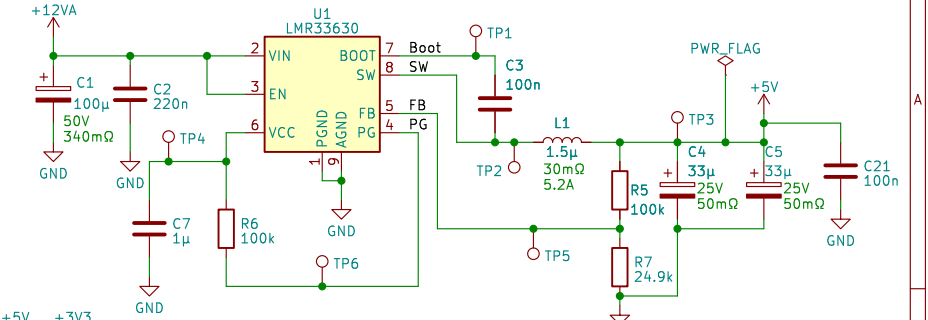 +12VA
U1
LMR33630
2 VIN
BOOT 7 Boot
TP1
PWR_FLAG
C1
100µ
50V
340mΩ
C2
220n
3 EN
SW 8 SW
C3
100n
+5V
A
TP4
6 VCC
FB 5 FB
PG 4 PG
PGND
AGND
1
9
TP2
L1
1.5µ
30mΩ
5.2A
TP3
C4
33µ
25V
50mΩ
C5
33µ
25V
50mΩ
C21
100n
GND
GND
GND
GND
C7
1µ
R6
100k
R5
100k
TP5
TP6
R7
24.9k
GND
+5V
+3V3